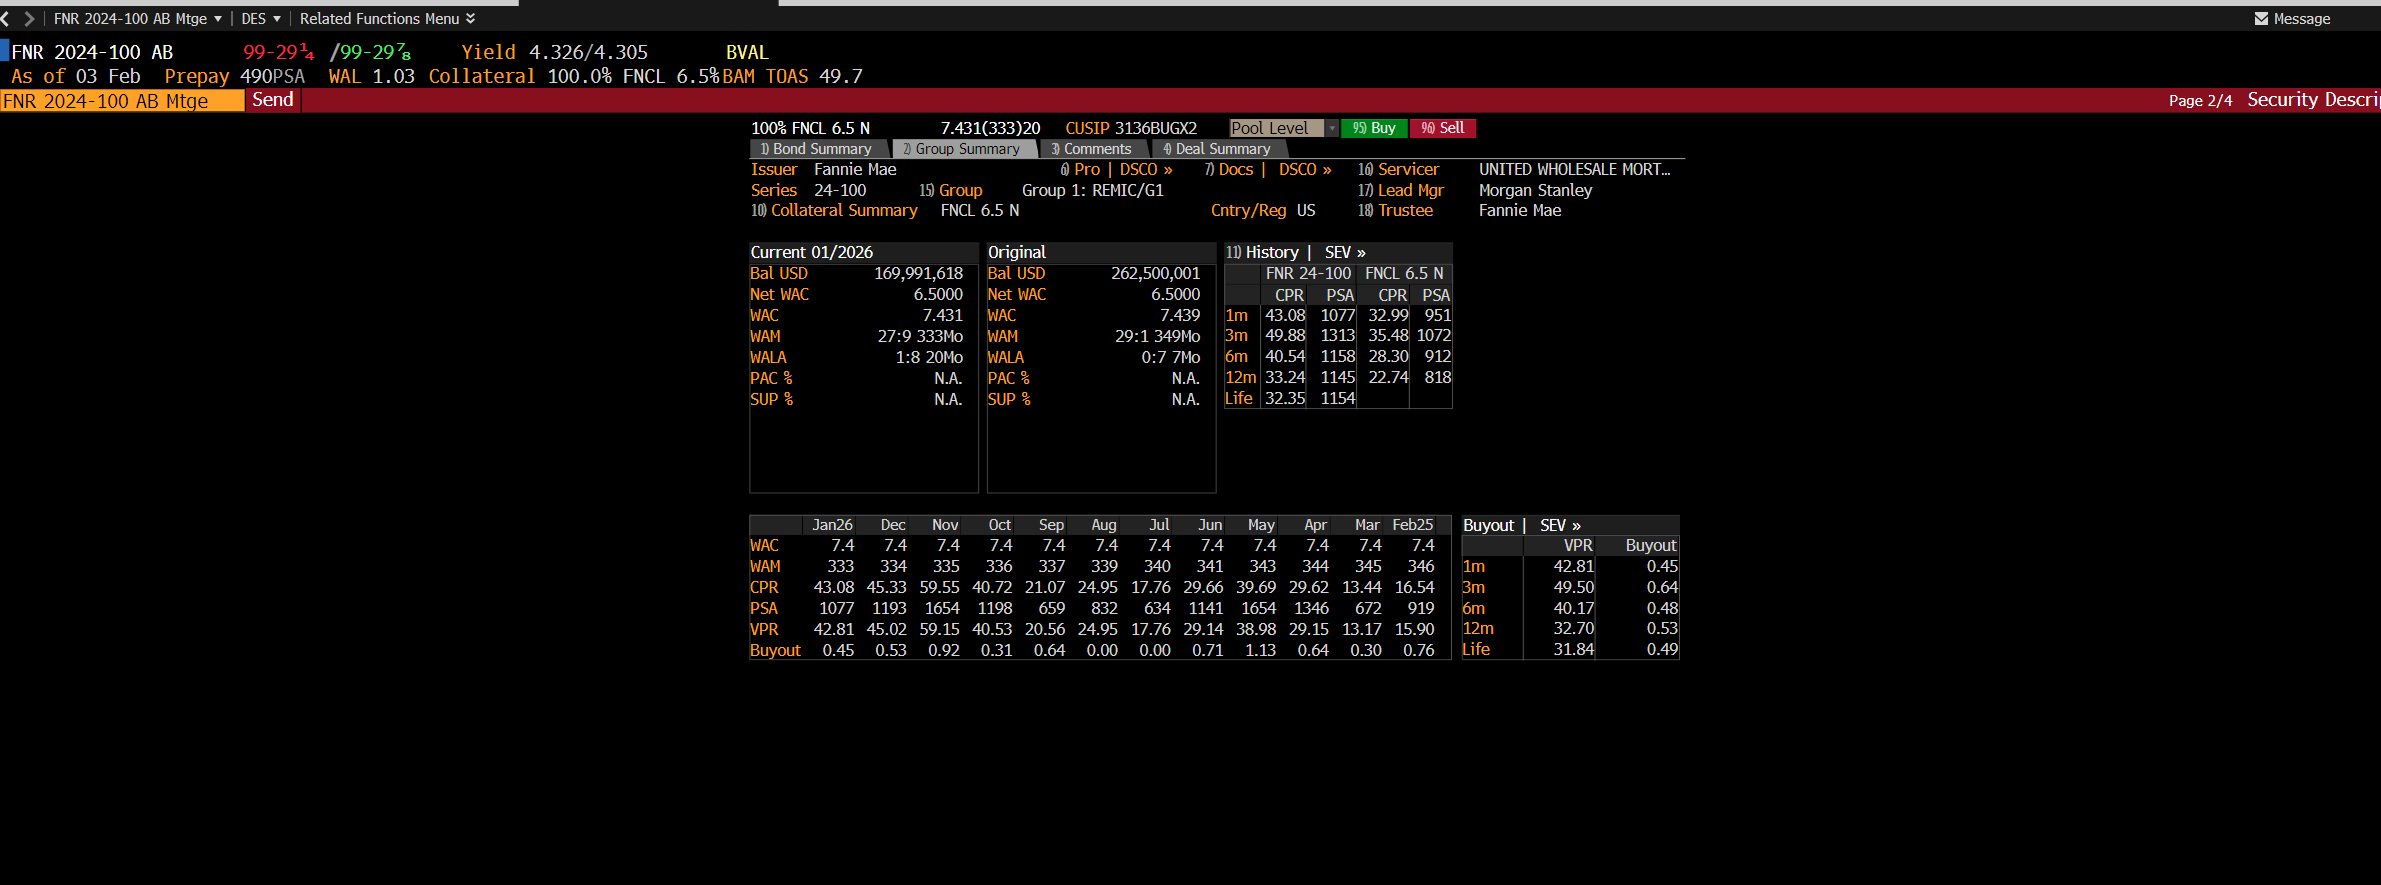 FNR 2024-100 AB Mtge ▾ | DES ▾ | Related Functions Menu Message
FNR 2024-100 AB 99-29¼ /99-29⅞ Yield 4.326/4.305 BVAL
As of 03 Feb Prepay 490PSA WAL 1.03 Collateral 100.0% FNCL 6.5% BAM TOAS 49.7
FNR 2024-100 AB Mtge Send Page 2/4 Security Descri
100% FNCL 6.5 N 7.431(333)20 CUSIP 3136BUGX2 Pool Level 95) Buy 96) Sell
1) Bond Summary 2) Group Summary 3) Comments 4) Deal Summary
Issuer Fannie Mae 6) Pro | DSCO » 7) Docs | DSCO » 16) Servicer UNITED WHOLESALE MORT...
Series 24-100 15) Group Group 1: REMIC/G1 17) Lead Mgr Morgan Stanley
10) Collateral Summary FNCL 6.5 N Cntry/Reg US 18) Trustee Fannie Mae
Current 01/2026
Bal USD 169,991,618
Net WAC 6.5000
WAC 7.431
WAM 27:9 333Mo
WALA 1:8 20Mo
PAC % N.A.
SUP % N.A.
Original
Bal USD 262,500,001
Net WAC 6.5000
WAC 7.439
WAM 29:1 349Mo
WALA 0:7 7Mo
PAC % N.A.
SUP % N.A.
11) History | SEV »
FNR 24-100 FNCL 6.5 N
CPR PSA CPR PSA
1m 43.08 1077 32.99 951
3m 49.88 1313 35.48 1072
6m 40.54 1158 28.30 912
12m 33.24 1145 22.74 818
Life 32.35 1154
Jan26 Dec Nov Oct Sep Aug Jul Jun May Apr Mar Feb25
WAC 7.4 7.4 7.4 7.4 7.4 7.4 7.4 7.4 7.4 7.4 7.4 7.4
WAM 333 334 335 336 337 339 340 341 343 344 345 346
CPR 43.08 45.33 59.55 40.72 21.07 24.95 17.76 29.66 39.69 29.62 13.44 16.54
PSA 1077 1193 1654 1198 659 832 634 1141 1654 1346 672 919
VPR 42.81 45.02 59.15 40.53 20.56 24.95 17.76 29.14 38.98 29.15 13.17 15.90
Buyout 0.45 0.53 0.92 0.31 0.64 0.00 0.00 0.71 1.13 0.64 0.30 0.76
Buyout | SEV »
VPR Buyout
1m 42.81 0.45
3m 49.50 0.64
6m 40.17 0.48
12m 32.70 0.53
Life 31.84 0.49